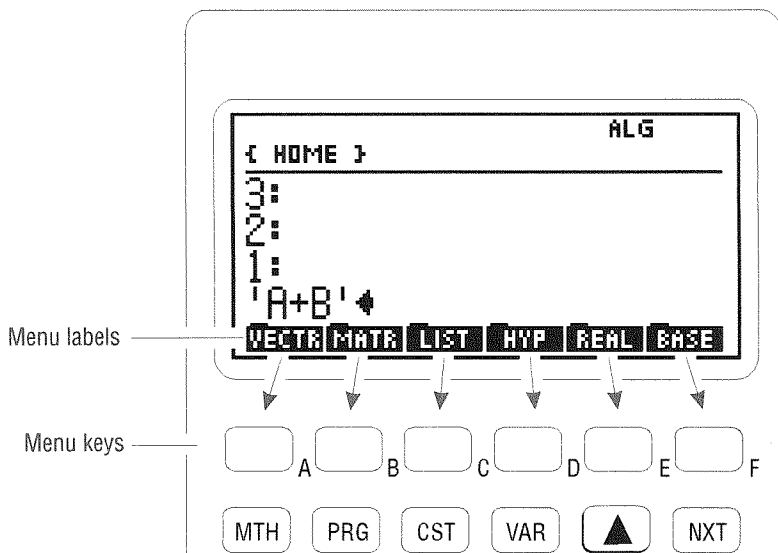 ALG
{ HOME }
3:
2:
1:
'A+B'
Menu labels
VECTR MATR LIST HYP REAL BASE
Menu keys
A B C D E F
MTH PRG CST VAR ▲ NXT